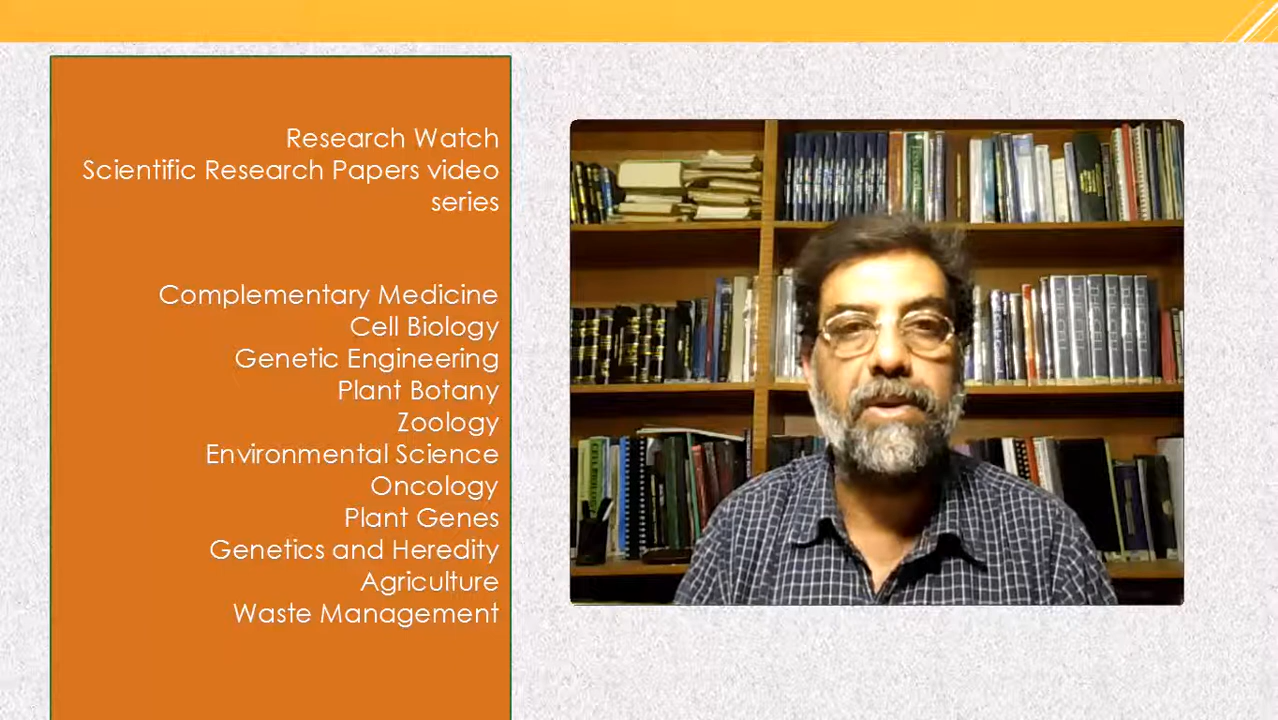 Research Watch
Scientific Research Papers video
series
Complementary Medicine
Cell Biology
Genetic Engineering
Plant Botany
Zoology
Environmental Science
Oncology
Plant Genes
Genetics and Heredity
Agriculture
Waste Management